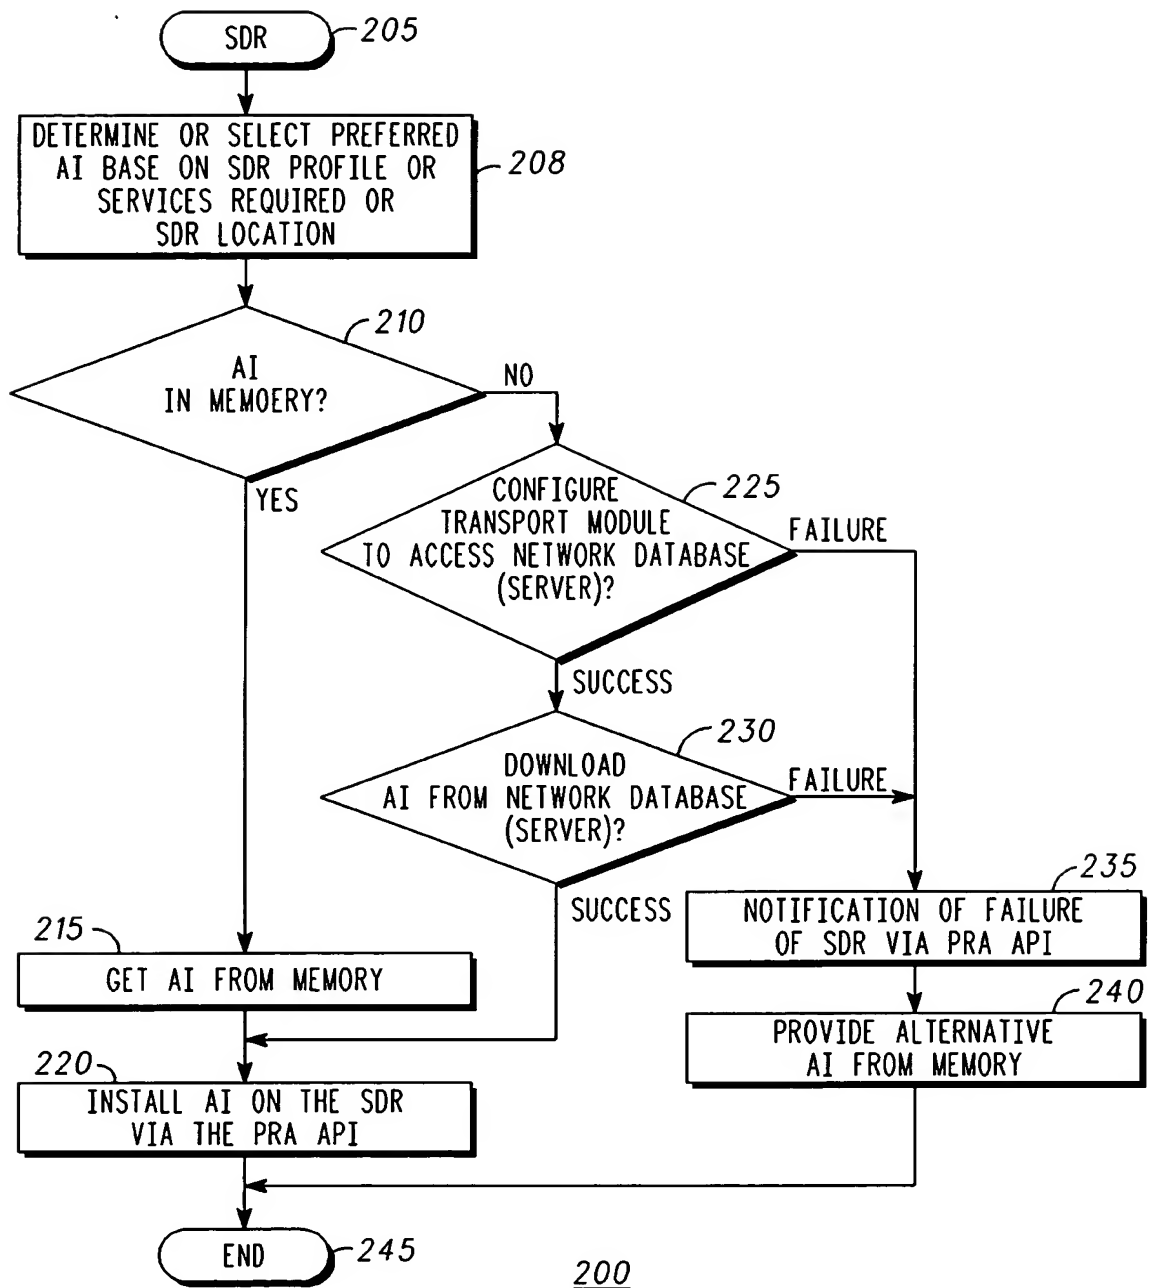 SDR
205
DETERMINE OR SELECT PREFERRED
AI BASE ON SDR PROFILE OR
SERVICES REQUIRED OR
SDR LOCATION
208
210
AI
IN MEMOERY?
NO
YES
225
CONFIGURE
TRANSPORT MODULE
TO ACCESS NETWORK DATABASE
(SERVER)?
FAILURE
SUCCESS
230
DOWNLOAD
AI FROM NETWORK DATABASE
(SERVER)?
FAILURE
SUCCESS
235
NOTIFICATION OF FAILURE
OF SDR VIA PRA API
215
GET AI FROM MEMORY
240
PROVIDE ALTERNATIVE
AI FROM MEMORY
220
INSTALL AI ON THE SDR
VIA THE PRA API
END
245
200